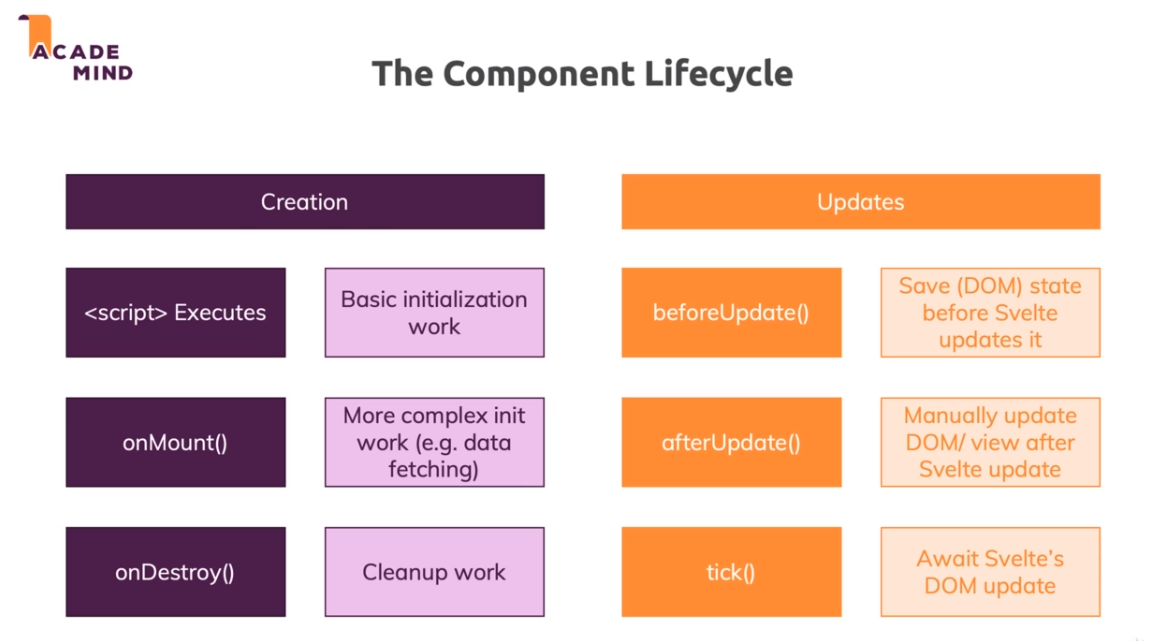 ACADE
MIND
The Component Lifecycle
Creation
Updates
<script> Executes
Basic initialization
work
beforeUpdate()
Save (DOM) state
before Svelte
updates it
onMount()
More complex init
work (e.g. data
fetching)
afterUpdate()
Manually update
DOM/ view after
Svelte update
onDestroy()
Cleanup work
tick()
Await Svelte's
DOM update